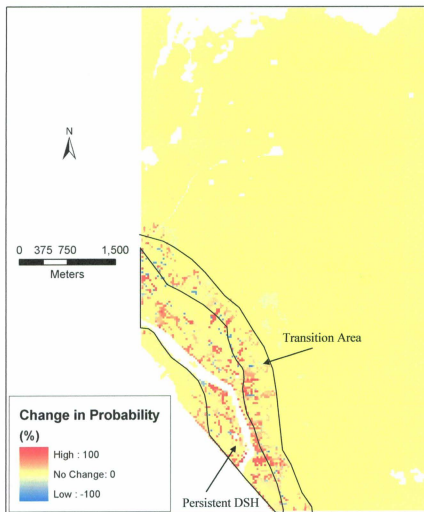 N
0 375 750 1,500
Meters
Transition Area
Change in Probability
(%)
High : 100
No Change: 0
Low : -100
Persistent DSH